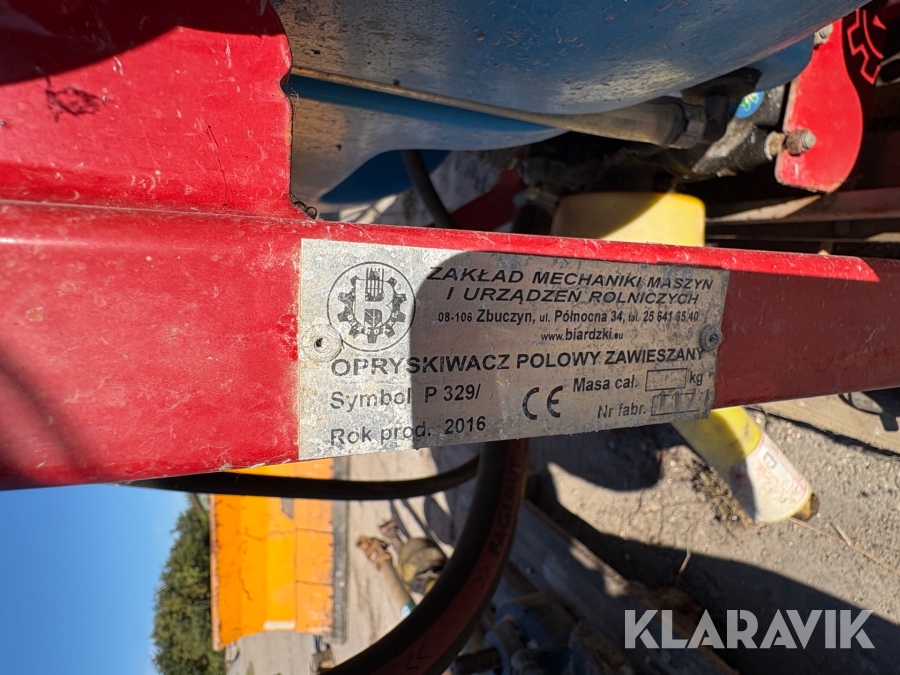 ZAKŁAD MECHANIKI MASZYN
I URZĄDZEŃ ROLNICZYCH
08-106 Zbuczyn, ul. Północna 34, tel. 25 641 65 40
www.biardzki.eu
B
OPRYSKIWACZ POLOWY ZAWIESZANY
Symbol P 329/
Masa cał. kg
CE
Nr fabr.
Rok prod. 2016
KLARAVIK